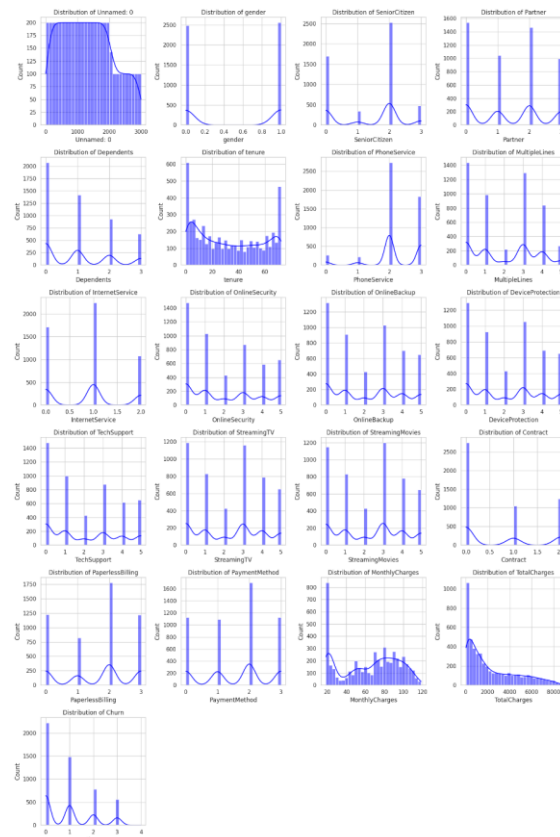 Distribution of Unnamed: 0 Distribution of gender Distribution of SeniorCitizen Distribution of Partner
200 175 150 125 100 75 50 25 0
Count
0 1000 2000 3000
Unnamed: 0
2500 2000 1500 1000 500 0
Count
0.0 0.2 0.4 0.6 0.8 1.0
gender
2500 2000 1500 1000 500 0
Count
0 1 2 3
SeniorCitizen
1600 1400 1200 1000 800 600 400 200 0
Count
0 1 2 3
Partner
Distribution of Dependents Distribution of tenure Distribution of PhoneService Distribution of MultipleLines
2000 1750 1500 1250 1000 750 500 250 0
Count
0 1 2 3
Dependents
600 500 400 300 200 100 0
Count
0 20 40 60
tenure
2500 2000 1500 1000 500 0
Count
0 1 2 3
PhoneService
1400 1200 1000 800 600 400 200 0
Count
0 1 2 3 4 5
MultipleLines
Distribution of InternetService Distribution of OnlineSecurity Distribution of OnlineBackup Distribution of DeviceProtection
2000 1500 1000 500 0
Count
0.0 0.5 1.0 1.5 2.0
InternetService
1400 1200 1000 800 600 400 200 0
Count
0 1 2 3 4 5
OnlineSecurity
1200 1000 800 600 400 200 0
Count
0 1 2 3 4 5
OnlineBackup
1200 1000 800 600 400 200 0
Count
0 1 2 3 4 5
DeviceProtection
Distribution of TechSupport Distribution of StreamingTV Distribution of StreamingMovies Distribution of Contract
1400 1200 1000 800 600 400 200 0
Count
0 1 2 3 4 5
TechSupport
1200 1000 800 600 400 200 0
Count
0 1 2 3 4 5
StreamingTV
1200 1000 800 600 400 200 0
Count
0 1 2 3 4 5
StreamingMovies
2500 2000 1500 1000 500 0
Count
0.0 0.5 1.0 1.5
Contract
Distribution of PaperlessBilling Distribution of PaymentMethod Distribution of MonthlyCharges Distribution of TotalCharges
1750 1500 1250 1000 750 500 250 0
Count
0 1 2 3
PaperlessBilling
1500 1250 1000 750 500 250 0
Count
0 1 2 3
PaymentMethod
800 700 600 500 400 300 200 100 0
Count
20 40 60 80 100 120
MonthlyCharges
1000 800 600 400 200 0
Count
0 2000 4000 6000 8000
TotalCharges
Distribution of Churn
2000 1500 1000 500 0
Count
0 1 2 3 4